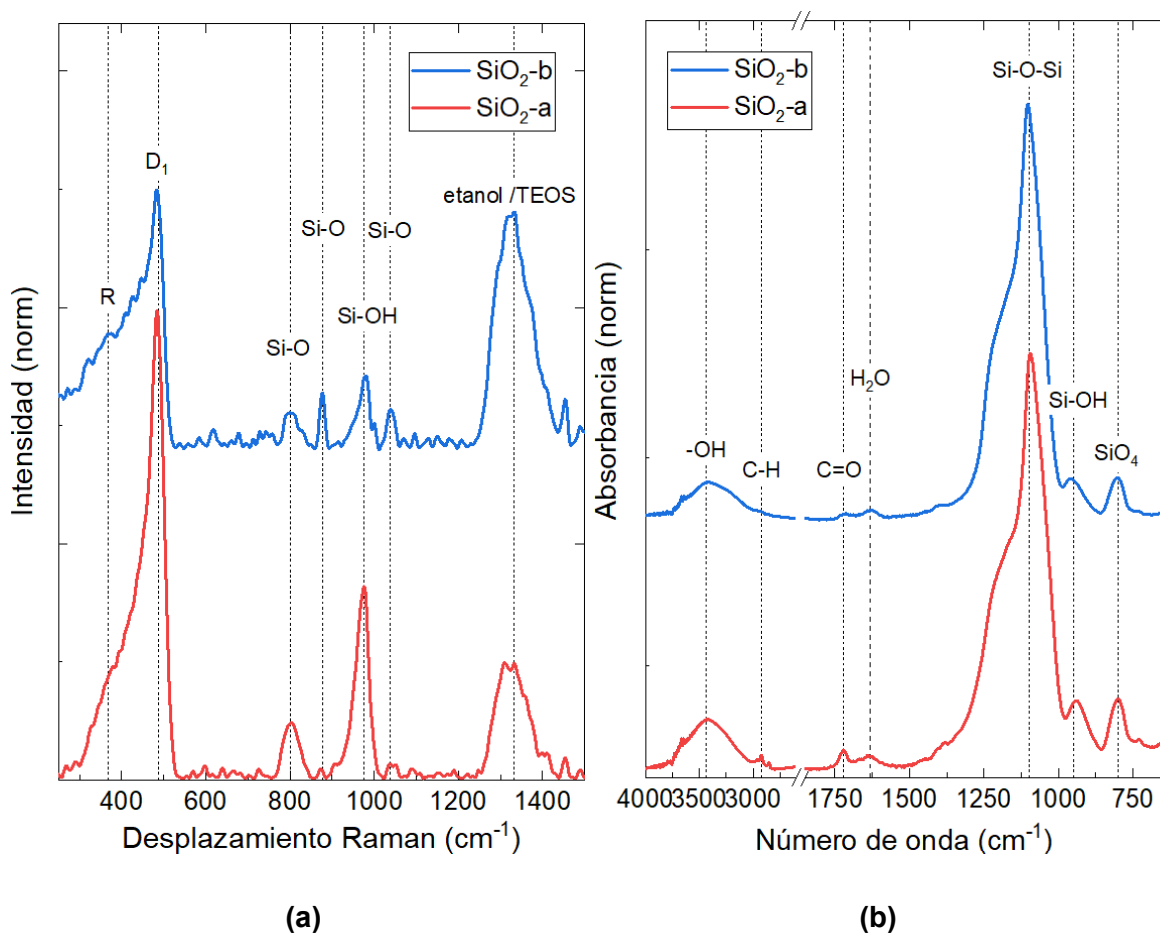 SiO2-b
SiO2-a
D1
etanol /TEOS
Si-O
Si-O
R
Si-OH
Si-O
Intensidad (norm)
400
600
800
1000
1200
1400
Desplazamiento Raman (cm-1)
(a)
SiO2-b
SiO2-a
Si-O-Si
H2O
Si-OH
-OH
C-H
C=O
SiO4
Absorbancia (norm)
4000
3500
3000
1750
1500
1250
1000
750
Número de onda (cm-1)
(b)